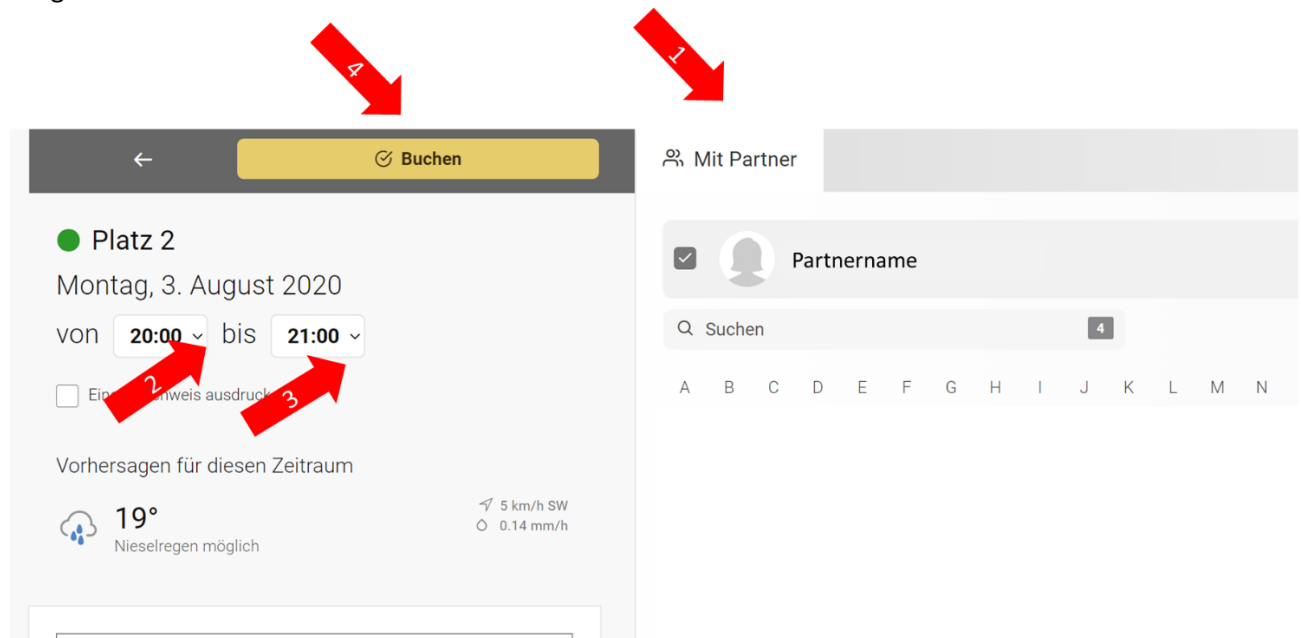 4
1
Buchen
Mit Partner
Platz 2
Montag, 3. August 2020
von 20:00 bis 21:00
2
3
Partnername
Suchen
4
A B C D E F G H I J K L M N
Vorhersagen für diesen Zeitraum
19°
Nieselregen möglich
5 km/h SW
0.14 mm/h